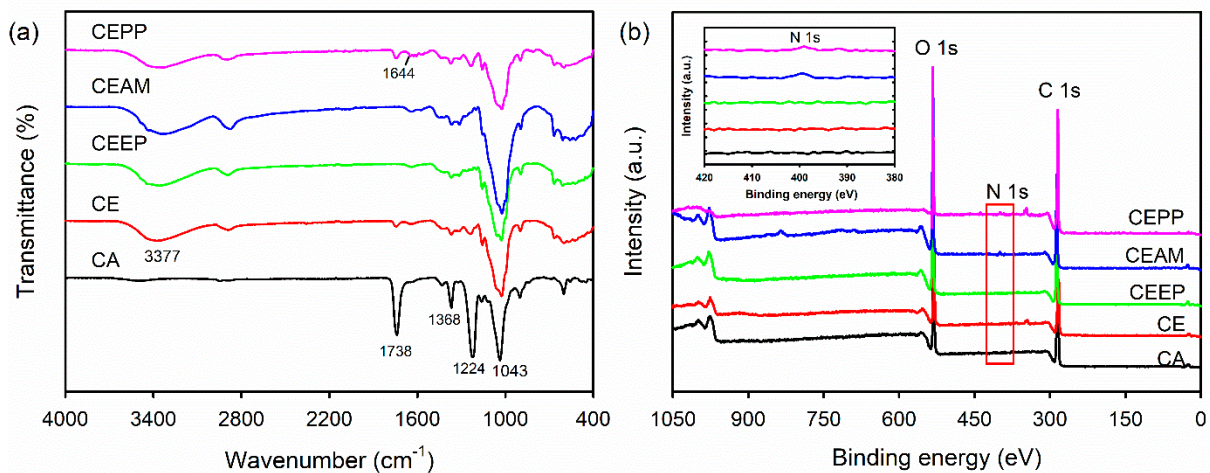 (a)
CEPP
1644
CEAM
CEEP
CE
3377
CA
1738
1368
1224
1043
Transmittance (%)
4000 3400 2800 2200 1600 1000 400
Wavenumber (cm⁻¹)
(b)
O 1s
C 1s
N 1s
Intensity (a.u.)
420 400 380
Binding energy (eV)
N 1s
CEPP
CEAM
CEEP
CE
CA
Intensity (a.u.)
1050 900 750 600 450 300 150 0
Binding energy (eV)